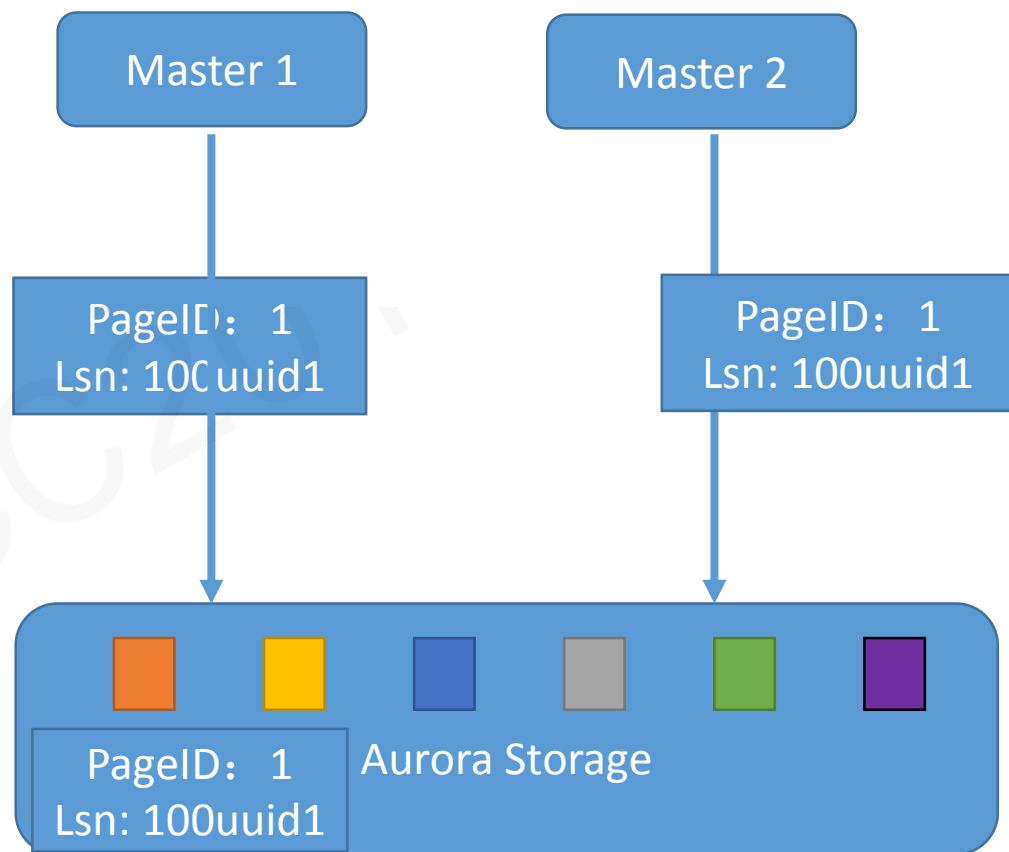 Master 1
Master 2
PageID： 1
Lsn: 100uuid1
PageID： 1
Lsn: 100uuid1
Aurora Storage
PageID： 1
Lsn: 100uuid1